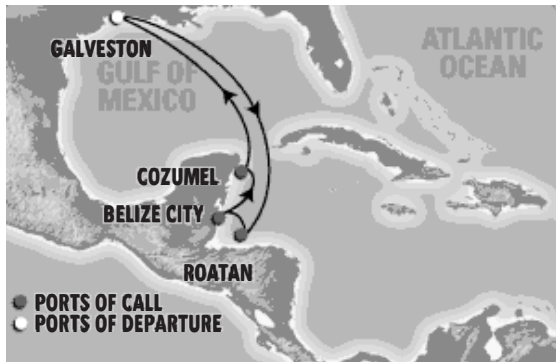 GALVESTON
GULF OF
MEXICO
ATLANTIC
OCEAN
COZUMEL
BELIZE CITY
ROATAN
PORTS OF CALL
PORTS OF DEPARTURE